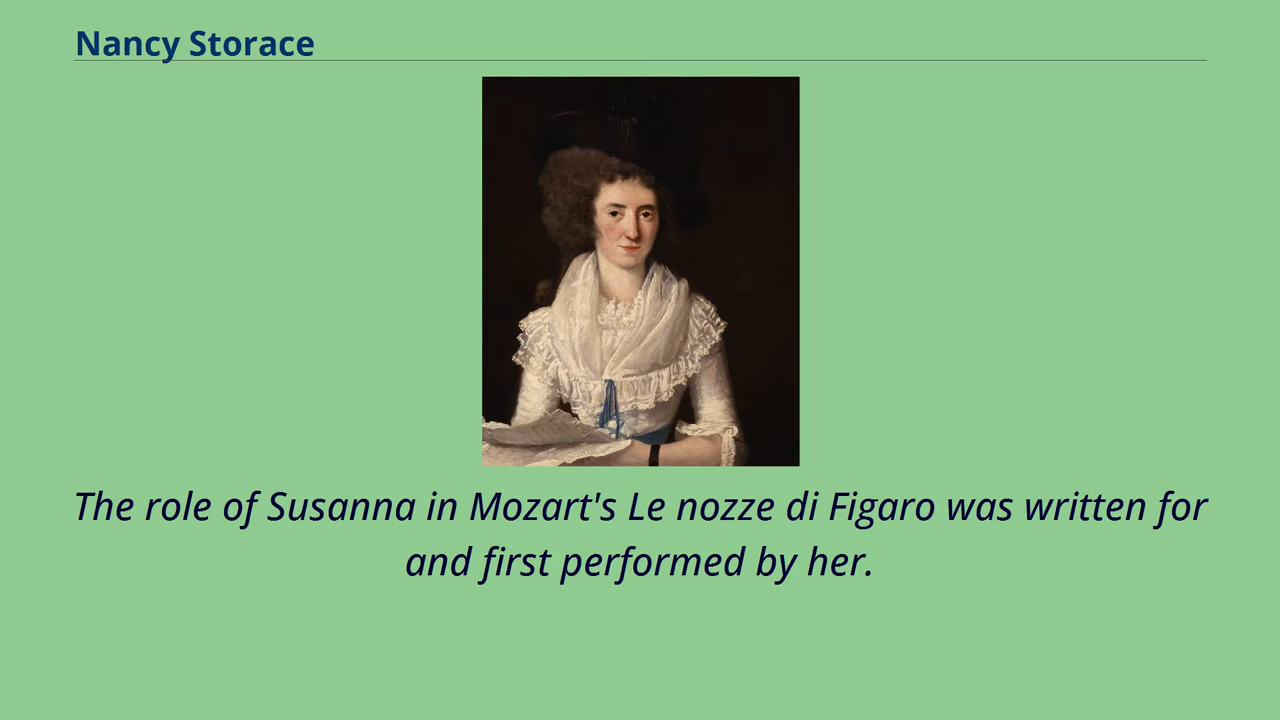 Nancy Storace
The role of Susanna in Mozart's Le nozze di Figaro was written for
and first performed by her.